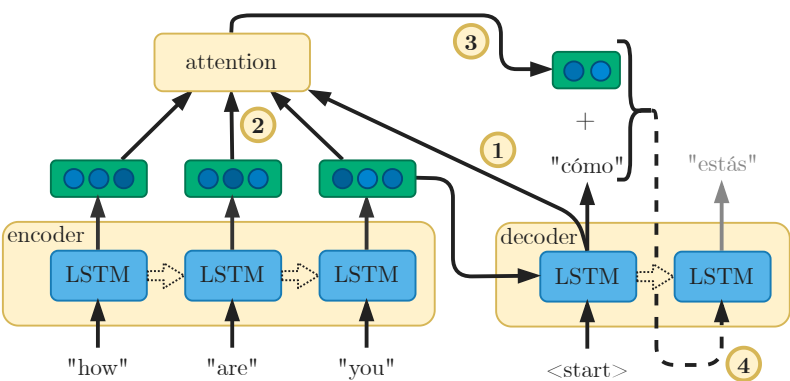 3
attention
2
1
+
"cómo"
"estás"
encoder
decoder
LSTM
LSTM
LSTM
LSTM
LSTM
"how"
"are"
"you"
<start>
4